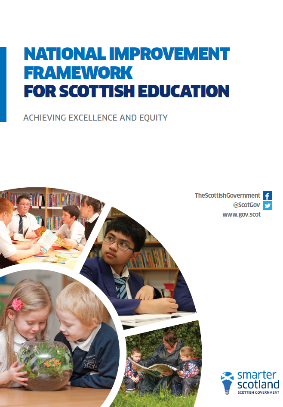 NATIONAL IMPROVEMENT
FRAMEWORK
FOR SCOTTISH EDUCATION
ACHIEVING EXCELLENCE AND EQUITY
TheScottishGovernment
@ScotGov
www.gov.scot
smarter
scotland
SCOTTISH GOVERNMENT